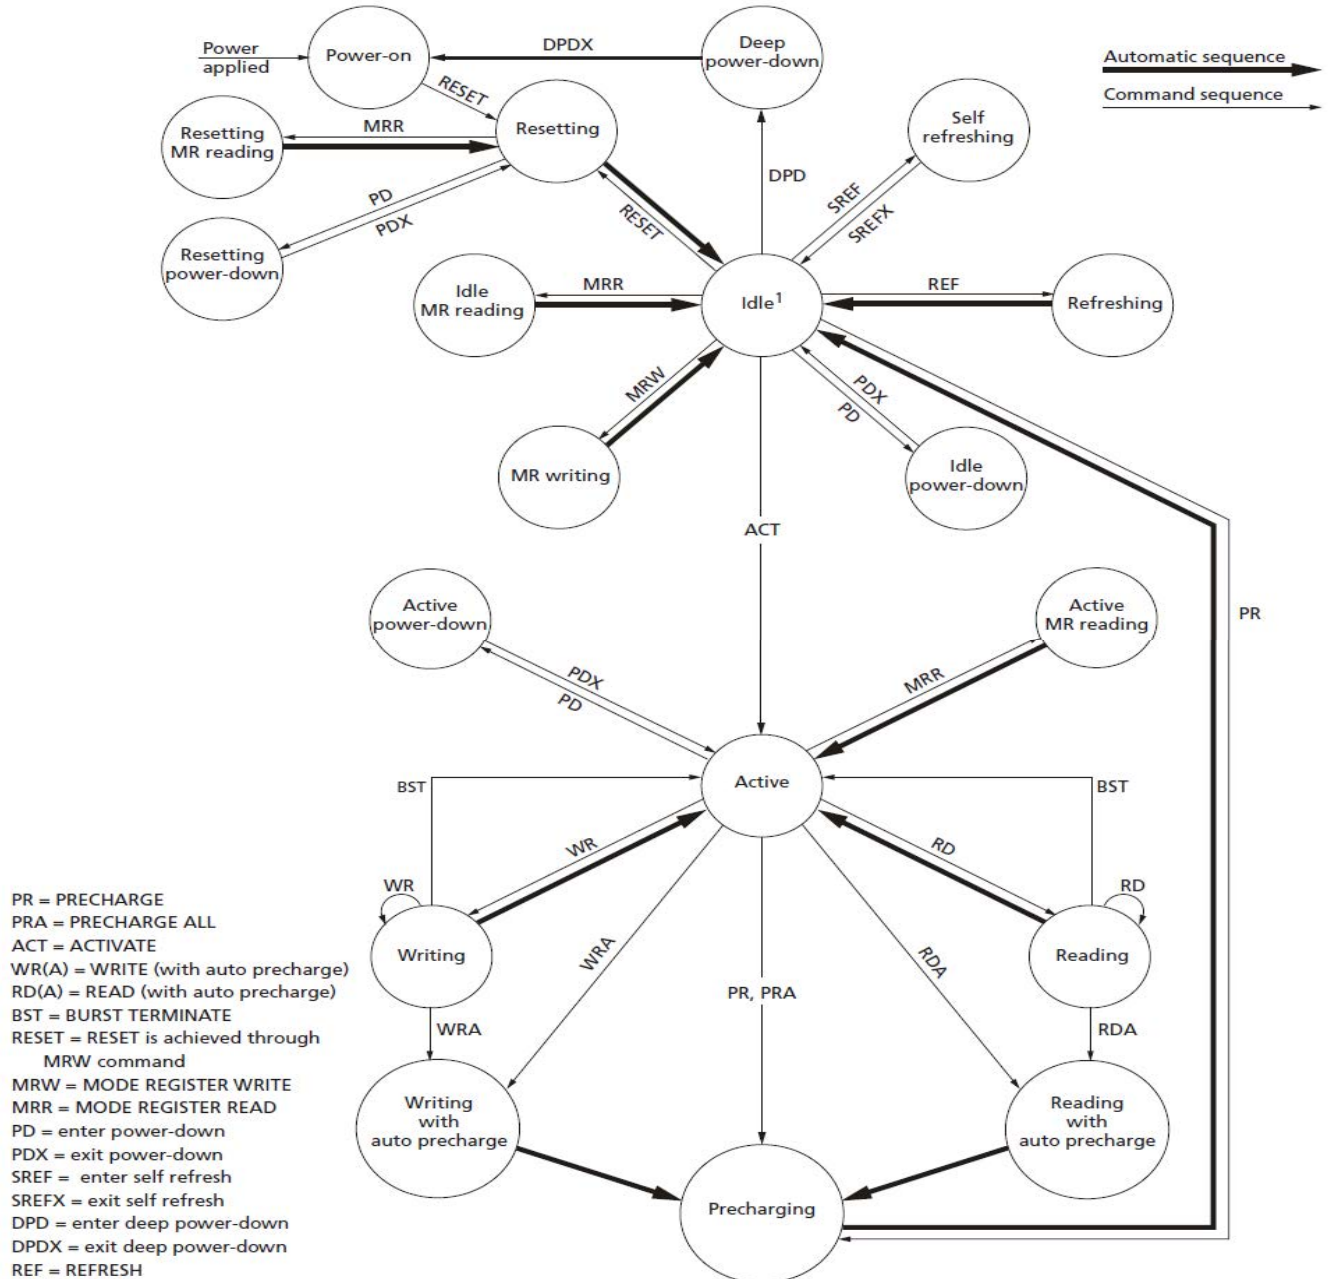 Power
applied
Power-on
DPDX
Deep
power-down
Automatic sequence
Command sequence
RESET
Resetting
MR reading
MRR
Resetting
Self
refreshing
DPD
SREF
SREFX
PD
PDX
RESET
Resetting
power-down
Idle
MR reading
MRR
Idle1
REF
Refreshing
MRW
PDX
PD
MR writing
Idle
power-down
ACT
Active
power-down
Active
MR reading
PR
PDX
PD
MRR
BST
Active
BST
WR
RD
WR
RD
Writing
Reading
WRA
RDA
PR, PRA
WRA
RDA
Writing
with
auto precharge
Reading
with
auto precharge
Precharging
PR = PRECHARGE
PRA = PRECHARGE ALL
ACT = ACTIVATE
WR(A) = WRITE (with auto precharge)
RD(A) = READ (with auto precharge)
BST = BURST TERMINATE
RESET = RESET is achieved through
MRW command
MRW = MODE REGISTER WRITE
MRR = MODE REGISTER READ
PD = enter power-down
PDX = exit power-down
SREF = enter self refresh
SREFX = exit self refresh
DPD = enter deep power-down
DPDX = exit deep power-down
REF = REFRESH